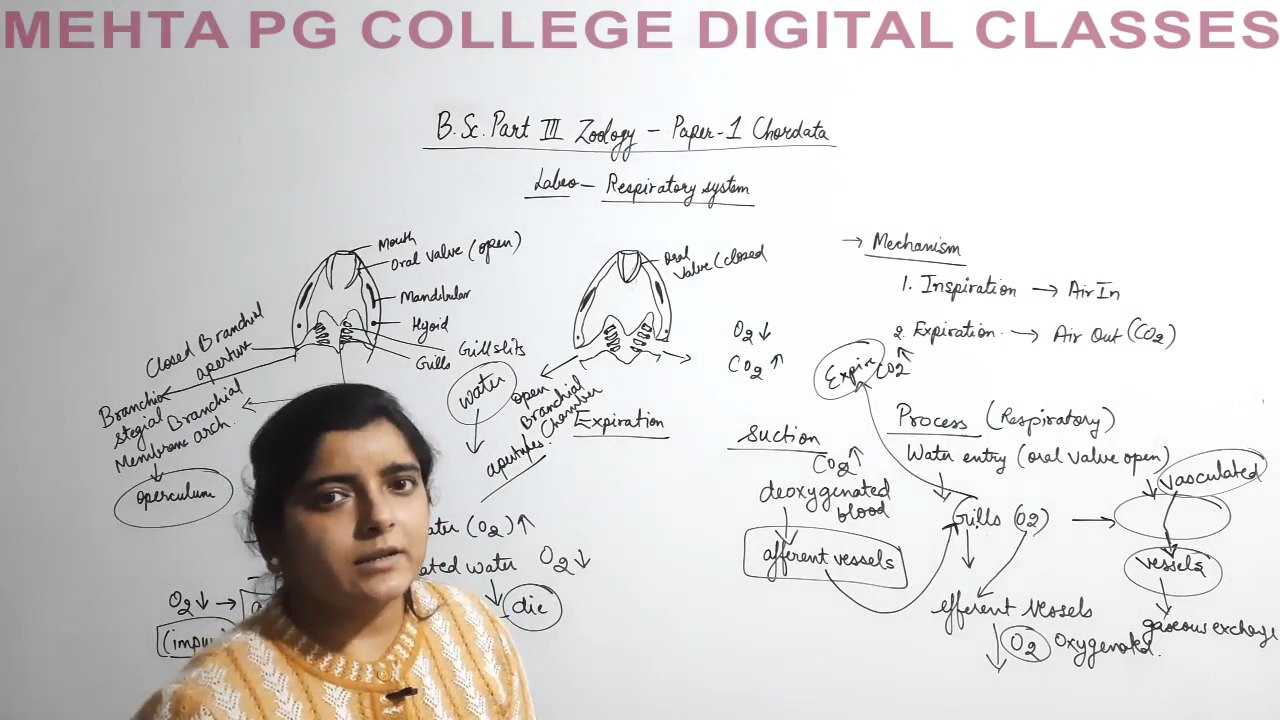 MEHTA PG COLLEGE DIGITAL CLASSES
B.Sc. Part III Zoology - Paper-1 Chordata
Labeo - Respiratory system
Mouth
Oral valve (open)
Mandibular
Hyoid
Gillslits
Gills
Closed Branchial
aperture
Branchio
stegial
Membrane
Branchial
arch.
operculum
Oral
valve (closed
water
open
Branchial
Chamber
apertures.
Expiration
O2↓
CO2↑
→ Mechanism
1. Inspiration → Air In
2. Expiration. → Air Out (CO2)
Expir CO2↑
Process (Respiratory)
Water entry (oral valve open)
Gills (O2) →
efferent vessels
O2 Oxygenated.
vasculated
vessels
gaseous exchange
Suction
CO2↑
deoxygenated
blood
afferent vessels
(O2)↑
water O2↓
die
O2↓ →